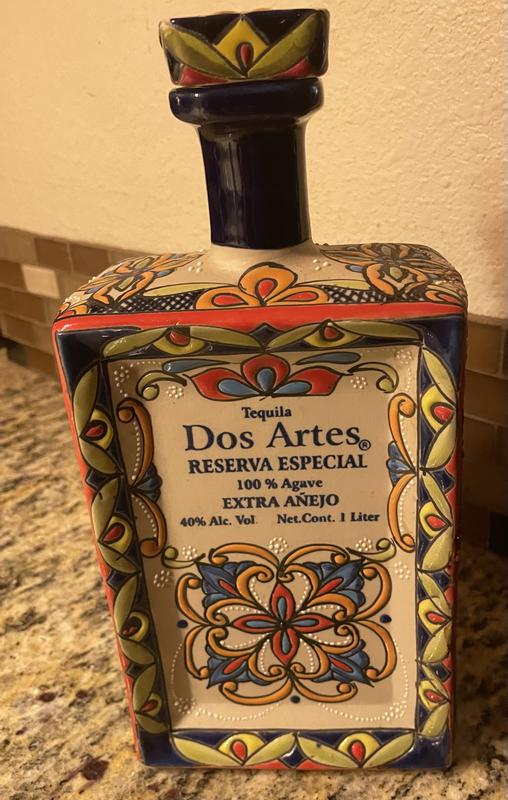 Tequila
Dos Artes®
RESERVA ESPECIAL
100 % Agave
EXTRA AÑEJO
40% Alc. Vol. Net.Cont. 1 Liter